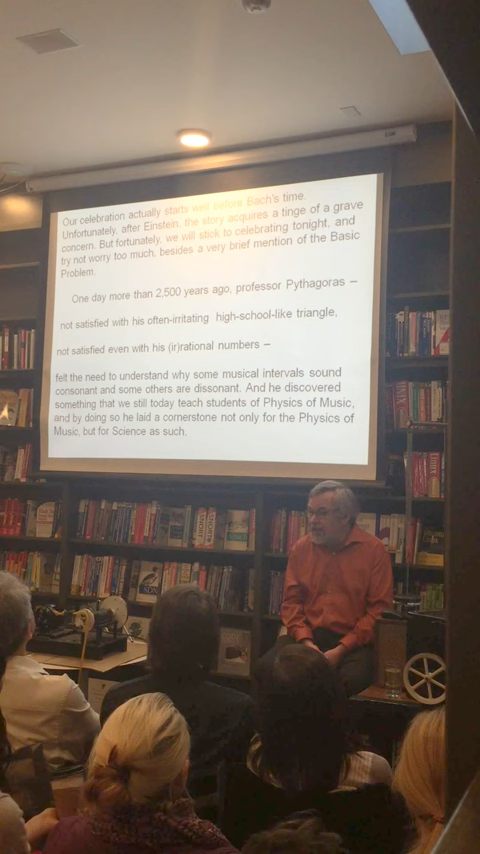 Our celebration actually starts well before Bach's time.
Unfortunately, after Einstein, the story acquires a tinge of a grave
concern. But fortunately, we will stick to celebrating tonight, and
try not worry too much, besides a very brief mention of the Basic
Problem.
One day more than 2,500 years ago, professor Pythagoras –
not satisfied with his often-irritating high-school-like triangle,
not satisfied even with his (ir)rational numbers –
felt the need to understand why some musical intervals sound
consonant and some others are dissonant. And he discovered
something that we still today teach students of Physics of Music,
and by doing so he laid a cornerstone not only for the Physics of
Music, but for Science as such.